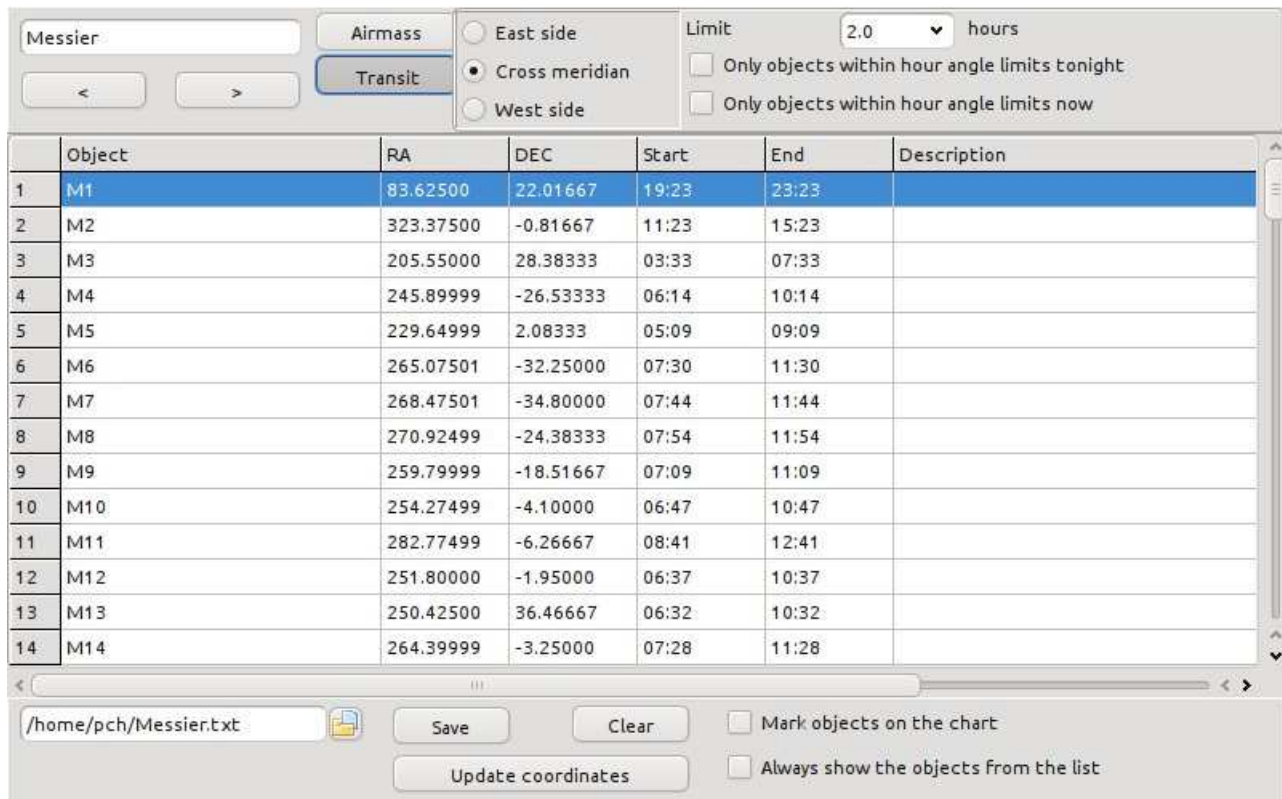 Messier Airmass East side Limit 2.0 hours
Transit Cross meridian Only objects within hour angle limits tonight
< > West side Only objects within hour angle limits now
Object RA DEC Start End Description
1 M1 83.62500 22.01667 19:23 23:23
2 M2 323.37500 -0.81667 11:23 15:23
3 M3 205.55000 28.38333 03:33 07:33
4 M4 245.89999 -26.53333 06:14 10:14
5 M5 229.64999 2.08333 05:09 09:09
6 M6 265.07501 -32.25000 07:30 11:30
7 M7 268.47501 -34.80000 07:44 11:44
8 M8 270.92499 -24.38333 07:54 11:54
9 M9 259.79999 -18.51667 07:09 11:09
10 M10 254.27499 -4.10000 06:47 10:47
11 M11 282.77499 -6.26667 08:41 12:41
12 M12 251.80000 -1.95000 06:37 10:37
13 M13 250.42500 36.46667 06:32 10:32
14 M14 264.39999 -3.25000 07:28 11:28
/home/pch/Messier.txt Save Clear Mark objects on the chart
Update coordinates Always show the objects from the list